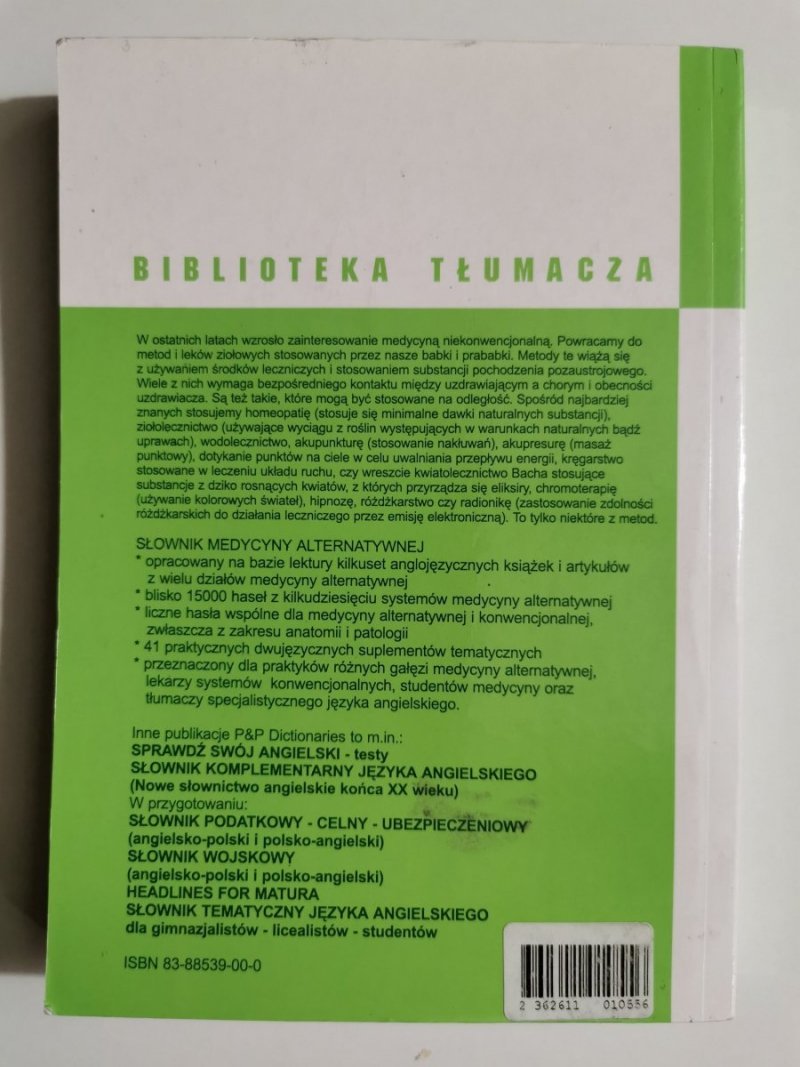 BIBLIOTEKA TŁUMACZA
W ostatnich latach wzrosło zainteresowanie medycyną niekonwencjonalną. Powracamy do
metod i leków ziołowych stosowanych przez nasze babki i prababki. Metody te wiążą się
z używaniem środków leczniczych i stosowaniem substancji pochodzenia pozaustrojowego.
Wiele z nich wymaga bezpośredniego kontaktu między uzdrawiającym a chorym i obecności
uzdrawiacza. Są też takie, które mogą być stosowane na odległość. Spośród najbardziej
znanych stosujemy homeopatię (stosuje się minimalne dawki naturalnych substancji),
ziołolecznictwo (używające wyciągu z roślin występujących w warunkach naturalnych bądź
uprawach), wodolecznictwo, akupunkturę (stosowanie nakłuwań), akupresurę (masaż
punktowy), dotykanie punktów na ciele w celu uwalniania przepływu energii, kręgarstwo
stosowane w leczeniu układu ruchu, czy wreszcie kwiatolecznictwo Bacha stosujące
substancje z dziko rosnących kwiatów, z których przyrządza się eliksiry, chromoterapię
(używanie kolorowych świateł), hipnozę, różdżkarstwo czy radionikę (zastosowanie zdolności
różdżkarskich do działania leczniczego przez emisję elektroniczną). To tylko niektóre z metod.
SŁOWNIK MEDYCYNY ALTERNATYWNEJ
* opracowany na bazie lektury kilkuset anglojęzycznych książek i artykułów
z wielu działów medycyny alternatywnej
* blisko 15000 haseł z kilkudziesięciu systemów medycyny alternatywnej
* liczne hasła wspólne dla medycyny alternatywnej i konwencjonalnej,
zwłaszcza z zakresu anatomii i patologii
* 41 praktycznych dwujęzycznych suplementów tematycznych
* przeznaczony dla praktyków różnych gałęzi medycyny alternatywnej,
lekarzy systemów konwencjonalnych, studentów medycyny oraz
tłumaczy specjalistycznego języka angielskiego.
Inne publikacje P&P Dictionaries to m.in.:
SPRAWDŹ SWÓJ ANGIELSKI - testy
SŁOWNIK KOMPLEMENTARNY JĘZYKA ANGIELSKIEGO
(Nowe słownictwo angielskie końca XX wieku)
W przygotowaniu:
SŁOWNIK PODATKOWY - CELNY - UBEZPIECZENIOWY
(angielsko-polski i polsko-angielski)
SŁOWNIK WOJSKOWY
(angielsko-polski i polsko-angielski)
HEADLINES FOR MATURA
SŁOWNIK TEMATYCZNY JĘZYKA ANGIELSKIEGO
dla gimnazjalistów - licealistów - studentów
ISBN 83-88539-00-0
2 362611 010556